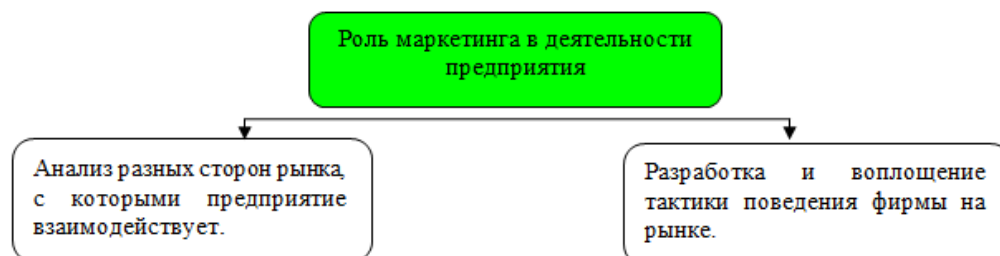 Роль маркетинга в деятельности
предприятия
Анализ разных сторон рынка,
с которыми предприятие
взаимодействует.
Разработка и воплощение
тактики поведения фирмы на
рынке.